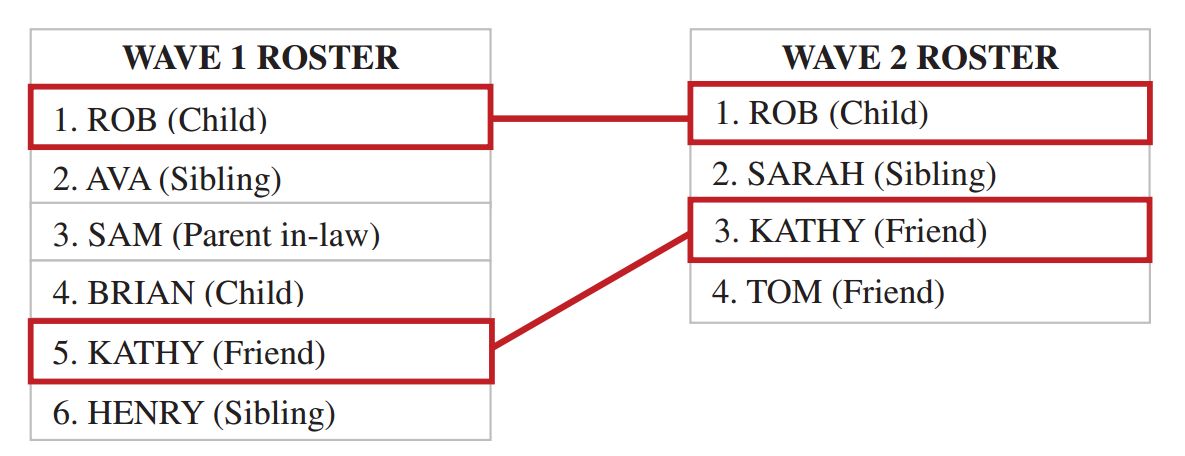 WAVE 1 ROSTER
1. ROB (Child)
2. AVA (Sibling)
3. SAM (Parent in-law)
4. BRIAN (Child)
5. KATHY (Friend)
6. HENRY (Sibling)
WAVE 2 ROSTER
1. ROB (Child)
2. SARAH (Sibling)
3. KATHY (Friend)
4. TOM (Friend)